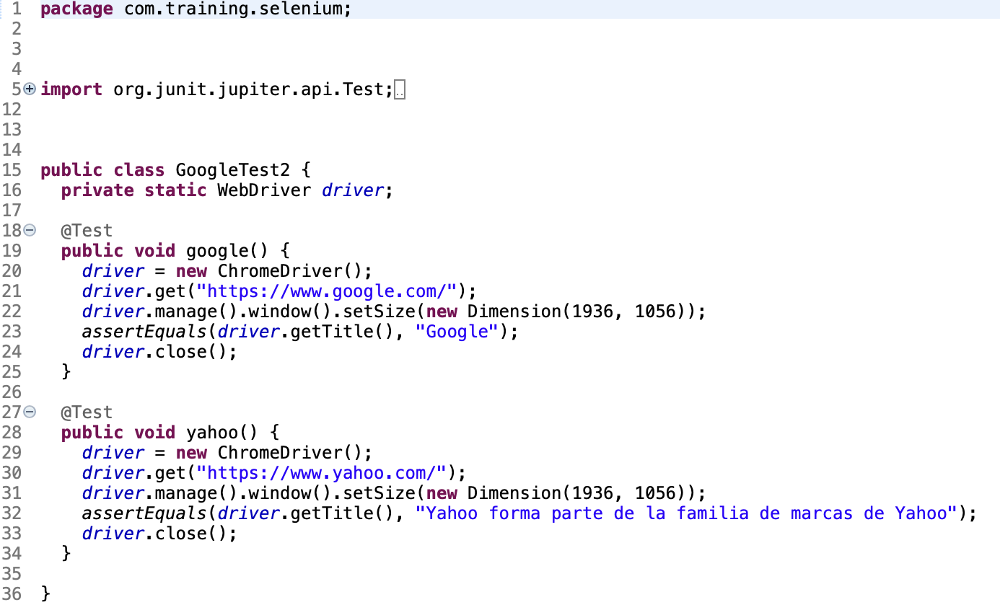 1 package com.training.selenium;
2
3
4
5 import org.junit.jupiter.api.Test;
12
13
14
15 public class GoogleTest2 {
16   private static WebDriver driver;
17
18   @Test
19   public void google() {
20     driver = new ChromeDriver();
21     driver.get("https://www.google.com/");
22     driver.manage().window().setSize(new Dimension(1936, 1056));
23     assertEquals(driver.getTitle(), "Google");
24     driver.close();
25   }
26
27   @Test
28   public void yahoo() {
29     driver = new ChromeDriver();
30     driver.get("https://www.yahoo.com/");
31     driver.manage().window().setSize(new Dimension(1936, 1056));
32     assertEquals(driver.getTitle(), "Yahoo forma parte de la familia de marcas de Yahoo");
33     driver.close();
34   }
35
36 }